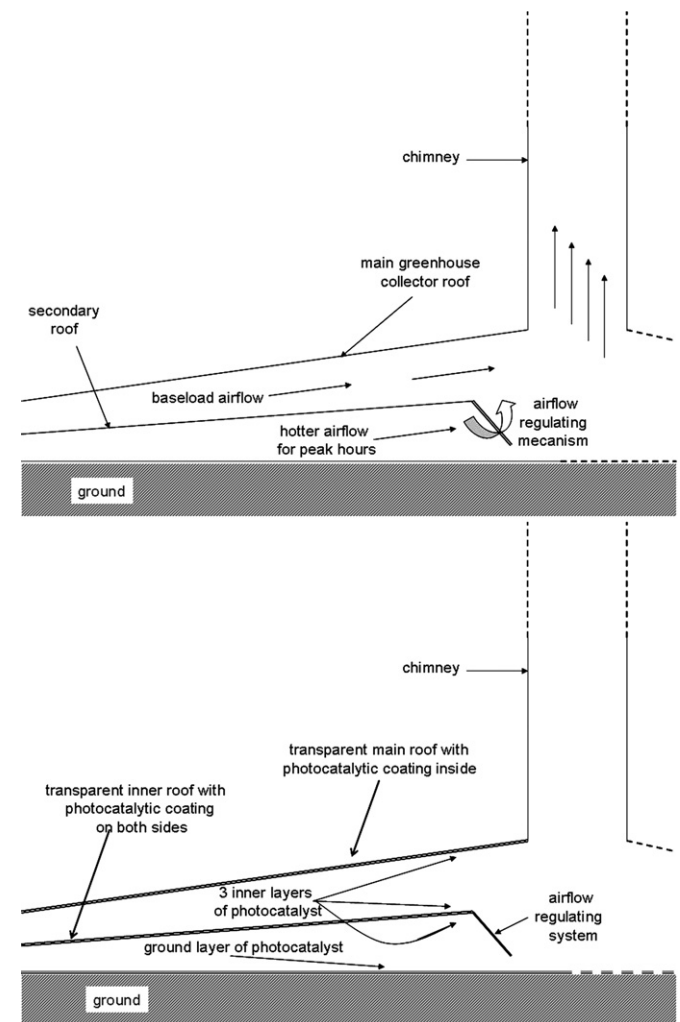 chimney
main greenhouse
collector roof
secondary
roof
baseload airflow
airflow
regulating
mecanism
hotter airflow
for peak hours
ground
chimney
transparent main roof with
photocatalytic coating inside
transparent inner roof with
photocatalytic coating
on both sides
3 inner layers
of photocatalyst
airflow
regulating
system
ground layer of photocatalyst
ground